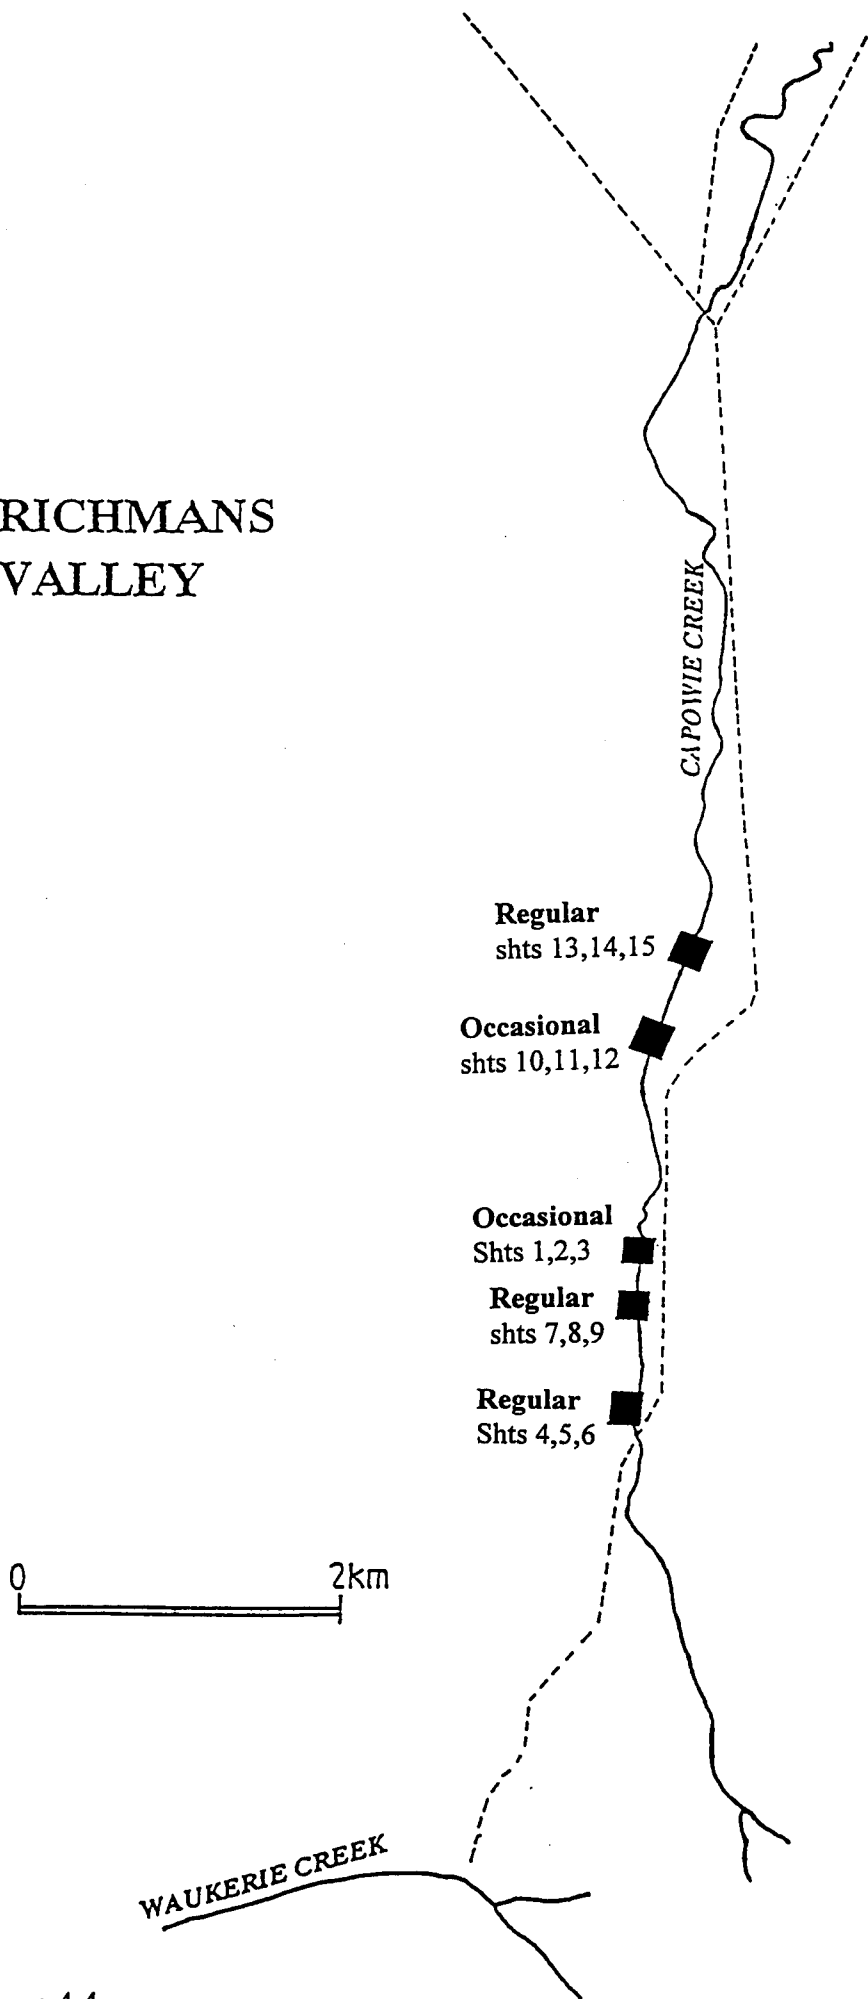 RICHMANS
VALLEY
CAPOWIE CREEK
Regular
shts 13,14,15
Occasional
shts 10,11,12
Occasional
Shts 1,2,3
Regular
shts 7,8,9
Regular
Shts 4,5,6
0 2km
WAUKERIE CREEK